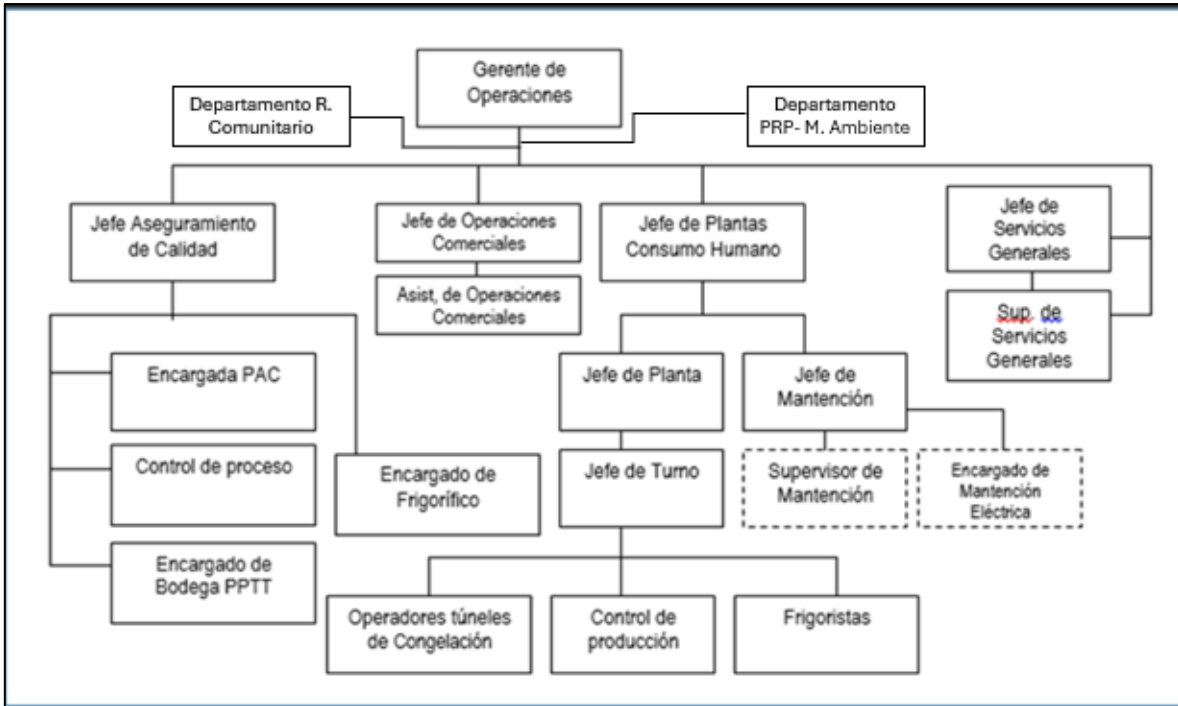 Gerente de
Operaciones
Departamento R.
Comunitario
Departamento
PRP- M. Ambiente
Jefe Aseguramiento
de Calidad
Jefe de Operaciones
Comerciales
Asist, de Operaciones
Comerciales
Jefe de Plantas
Consumo Humano
Jefe de
Servicios
Generales
Sup. de
Servicios
Generales
Encargada PAC
Control de proceso
Encargado de
Bodega PPTT
Encargado de
Frigorífico
Jefe de Planta
Jefe de
Mantención
Jefe de Turno
Supervisor de
Mantención
Encargado de
Mantención
Eléctrica
Operadores túneles
de Congelación
Control de
producción
Frigoristas